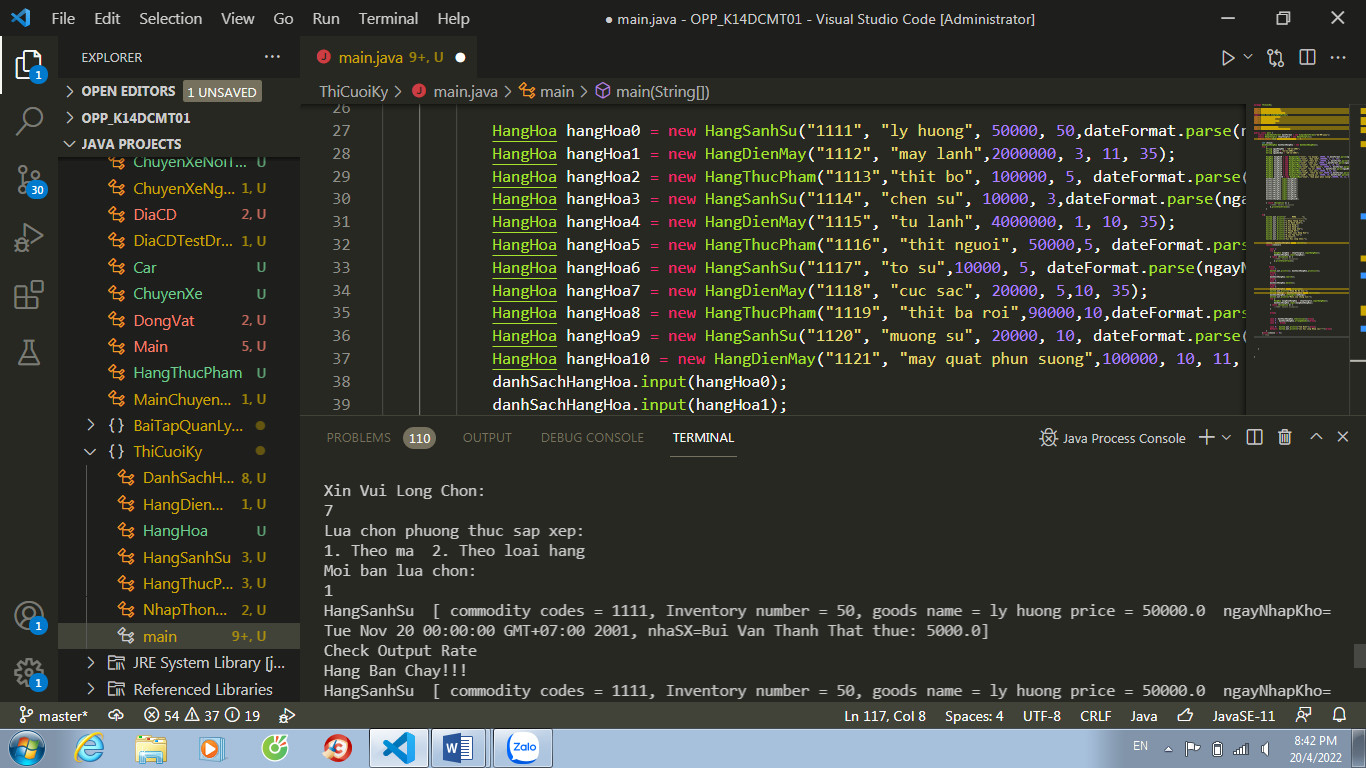 File Edit Selection View Go Run Terminal Help
● main.java - OPP_K14DCMT01 - Visual Studio Code [Administrator]
EXPLORER
main.java 9+, U
OPEN EDITORS 1 UNSAVED
OPP_K14DCMT01
JAVA PROJECTS
ChuyenXeNoiT... U
ChuyenXeNg... 1, U
DiaCD 2, U
DiaCDTestDr... 1, U
Car U
ChuyenXe U
DongVat 2, U
Main 5, U
HangThucPham U
MainChuyen... 1, U
BaiTapQuanLy...
ThiCuoiKy
DanhSachH... 8, U
HangDien... 1, U
HangHoa U
HangSanhSu 3, U
HangThucP... 3, U
NhapThon... 2, U
main 9+, U
JRE System Library [j...
Referenced Libraries
1
30
1
1
ThiCuoiKy > main.java > main > main(String[])
26
27 HangHoa hangHoa0 = new HangSanhSu("1111", "ly huong", 50000, 50,dateFormat.parse(n
28 HangHoa hangHoa1 = new HangDienMay("1112", "may lanh",2000000, 3, 11, 35);
29 HangHoa hangHoa2 = new HangThucPham("1113","thit bo", 100000, 5, dateFormat.parse(
30 HangHoa hangHoa3 = new HangSanhSu("1114", "chen su", 10000, 3,dateFormat.parse(nga
31 HangHoa hangHoa4 = new HangDienMay("1115", "tu lanh", 4000000, 1, 10, 35);
32 HangHoa hangHoa5 = new HangThucPham("1116", "thit nguoi", 50000,5, dateFormat.pars
33 HangHoa hangHoa6 = new HangSanhSu("1117", "to su",10000, 5, dateFormat.parse(ngayN
34 HangHoa hangHoa7 = new HangDienMay("1118", "cuc sac", 20000, 5,10, 35);
35 HangHoa hangHoa8 = new HangThucPham("1119", "thit ba roi",90000,10,dateFormat.pars
36 HangHoa hangHoa9 = new HangSanhSu("1120", "muong su", 20000, 10, dateFormat.parse(
37 HangHoa hangHoa10 = new HangDienMay("1121", "may quat phun suong",100000, 10, 11,
38 danhSachHangHoa.input(hangHoa0);
39 danhSachHangHoa.input(hangHoa1);
PROBLEMS 110 OUTPUT DEBUG CONSOLE TERMINAL Java Process Console
Xin Vui Long Chon:
7
Lua chon phuong thuc sap xep:
1. Theo ma 2. Theo loai hang
Moi ban lua chon:
1
HangSanhSu [ commodity codes = 1111, Inventory number = 50, goods name = ly huong price = 50000.0 ngayNhapKho=
Tue Nov 20 00:00:00 GMT+07:00 2001, nhaSX=Bui Van Thanh That thue: 5000.0]
Check Output Rate
Hang Ban Chay!!!
HangSanhSu [ commodity codes = 1111, Inventory number = 50, goods name = ly huong price = 50000.0 ngayNhapKho=
master* 54 37 19 Ln 117, Col 8 Spaces: 4 UTF-8 CRLF Java JavaSE-11
Zalo EN 8:42 PM
20/4/2022